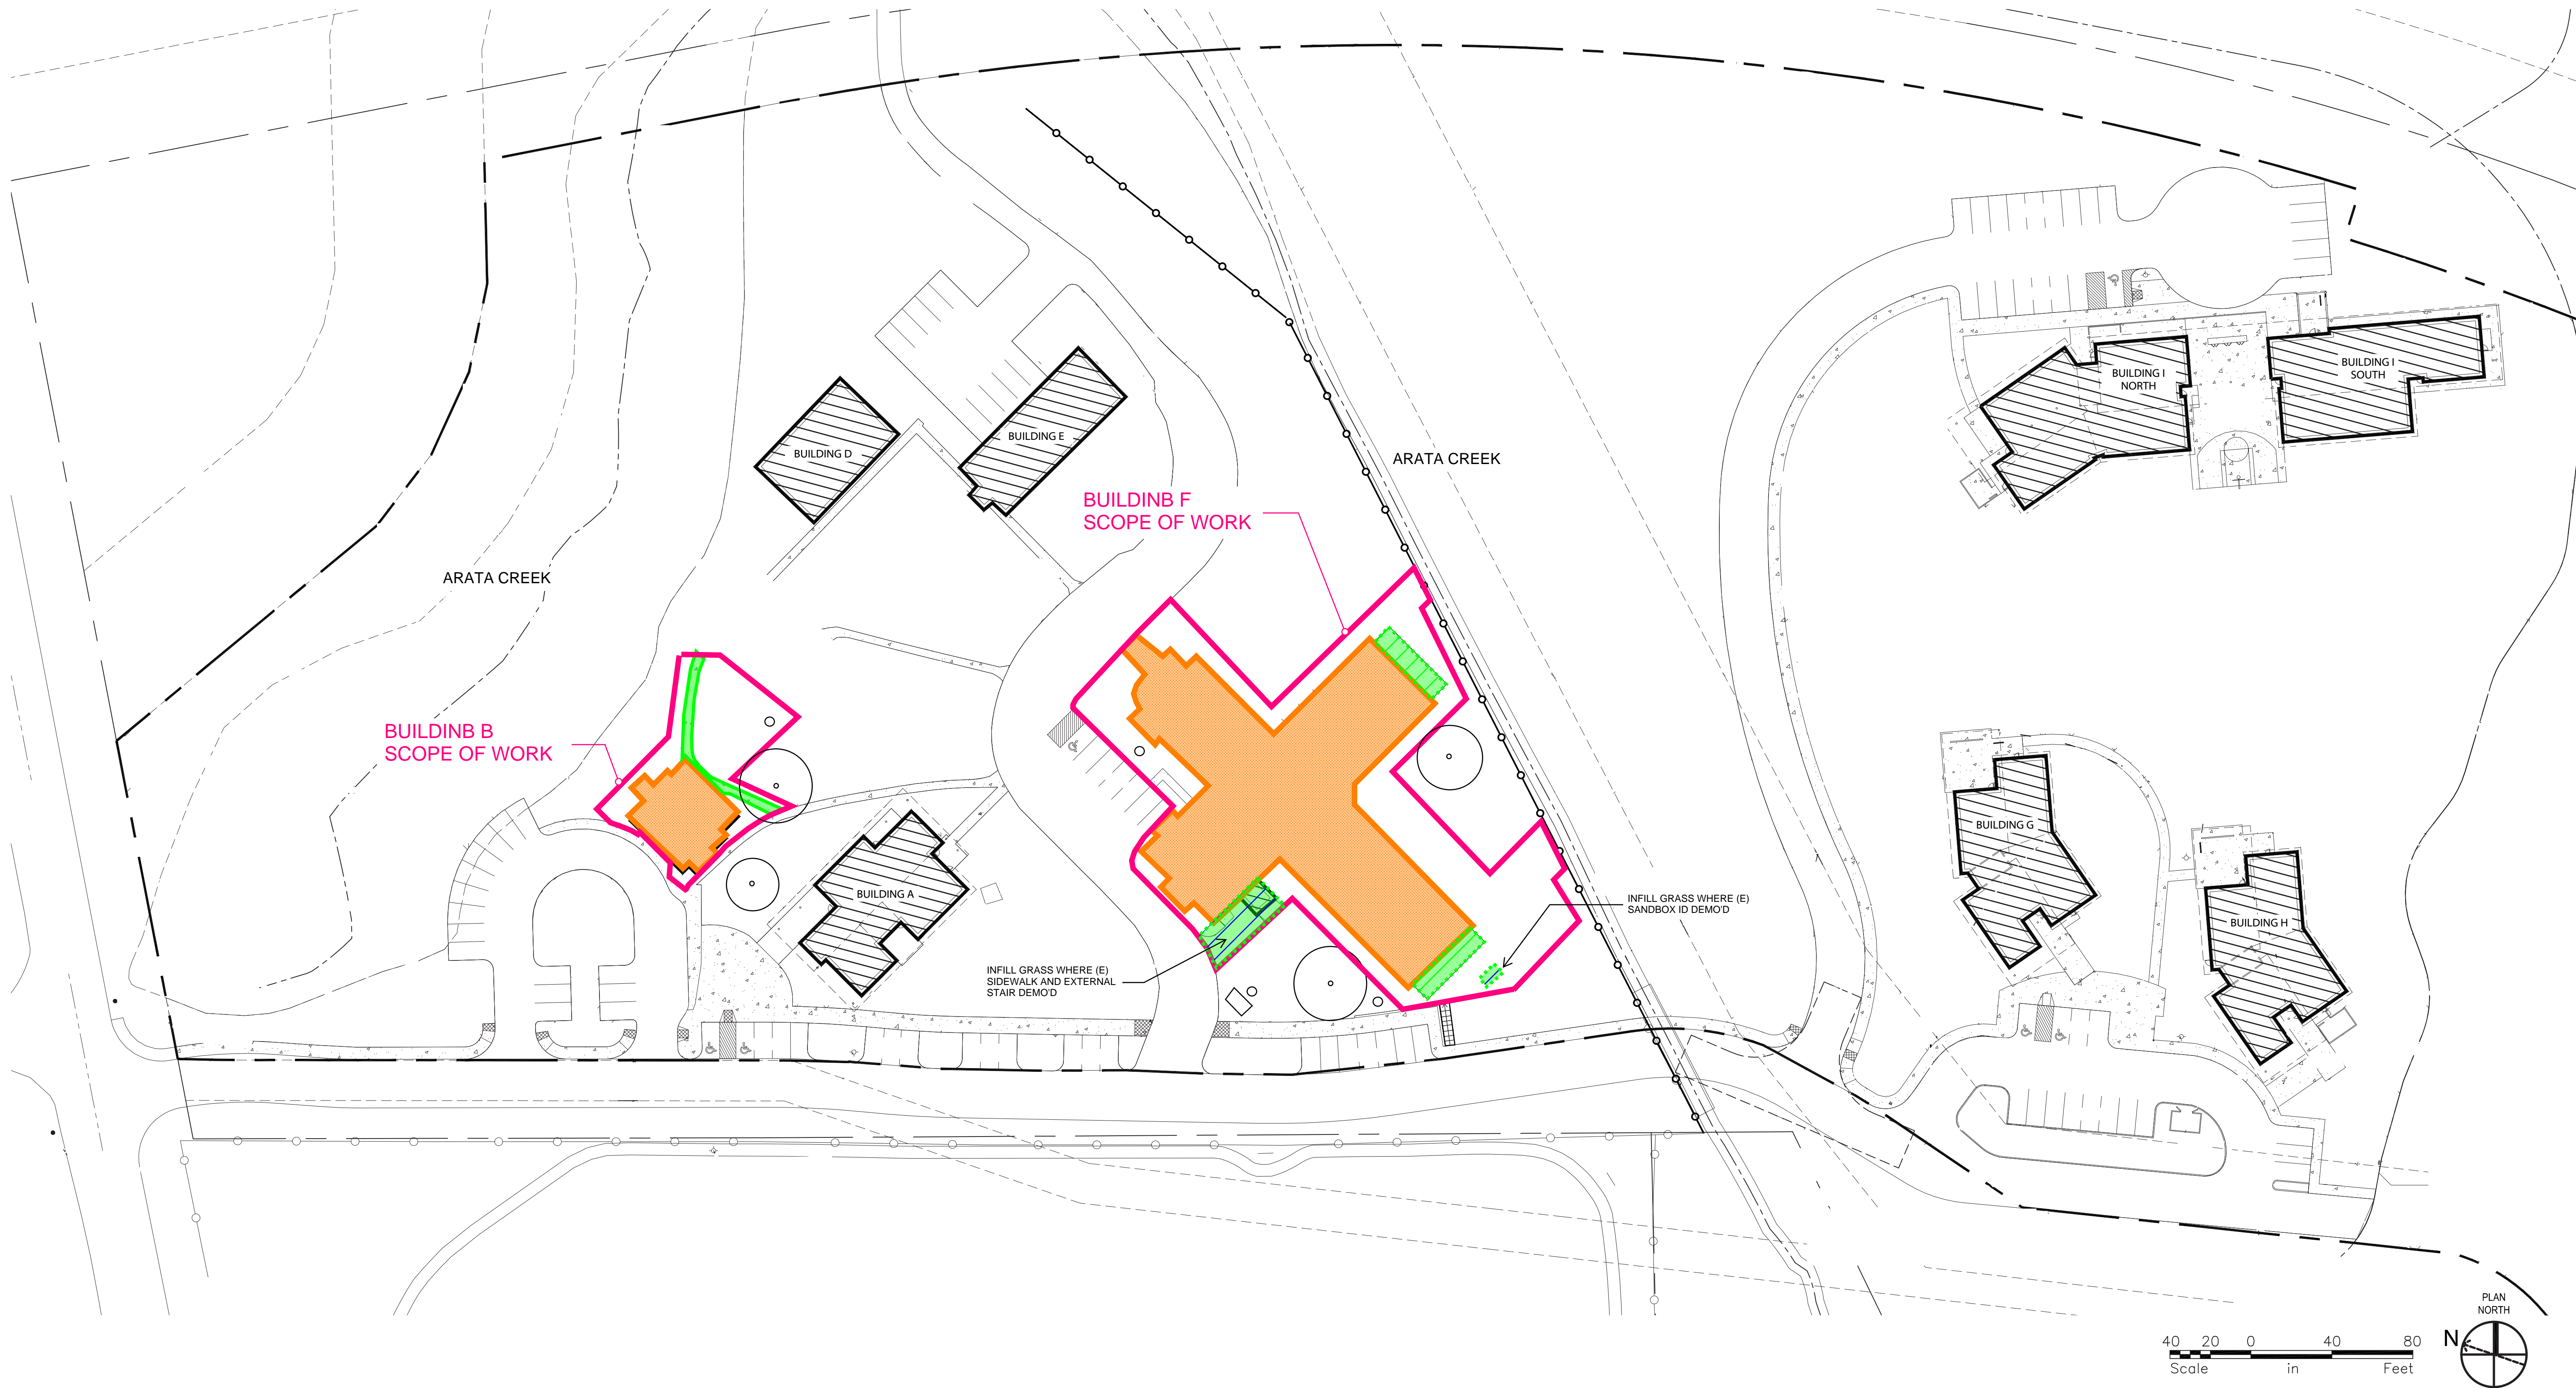 BUILDING I
NORTH
BUILDING I
SOUTH
BUILDING E
BUILDING D
ARATA CREEK
BUILDINB F
SCOPE OF WORK
ARATA CREEK
BUILDINB B
SCOPE OF WORK
BUILDING G
BUILDING A
INFILL GRASS WHERE (E)
SANDBOX ID DEMO'D
BUILDING H
INFILL GRASS WHERE (E)
SIDEWALK AND EXTERNAL
STAIR DEMO'D
PLAN
NORTH
N
40 20 0 40 80
Scale in Feet